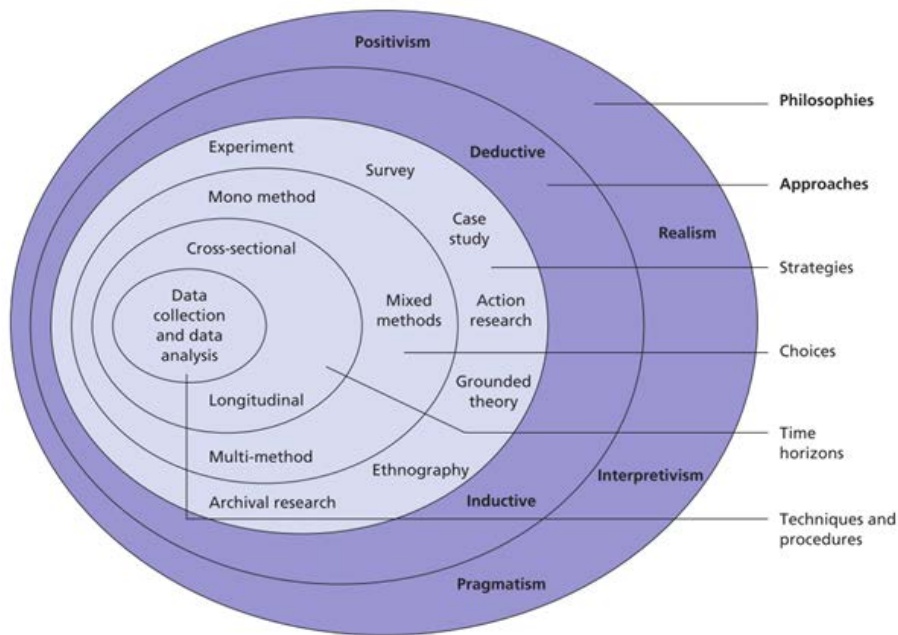 Positivism
Philosophies
Experiment
Deductive
Survey
Approaches
Mono method
Case
study
Realism
Cross-sectional
Strategies
Data
collection
and data
analysis
Mixed
methods
Action
research
Choices
Grounded
theory
Longitudinal
Time
horizons
Multi-method
Ethnography
Interpretivism
Archival research
Inductive
Techniques and
procedures
Pragmatism